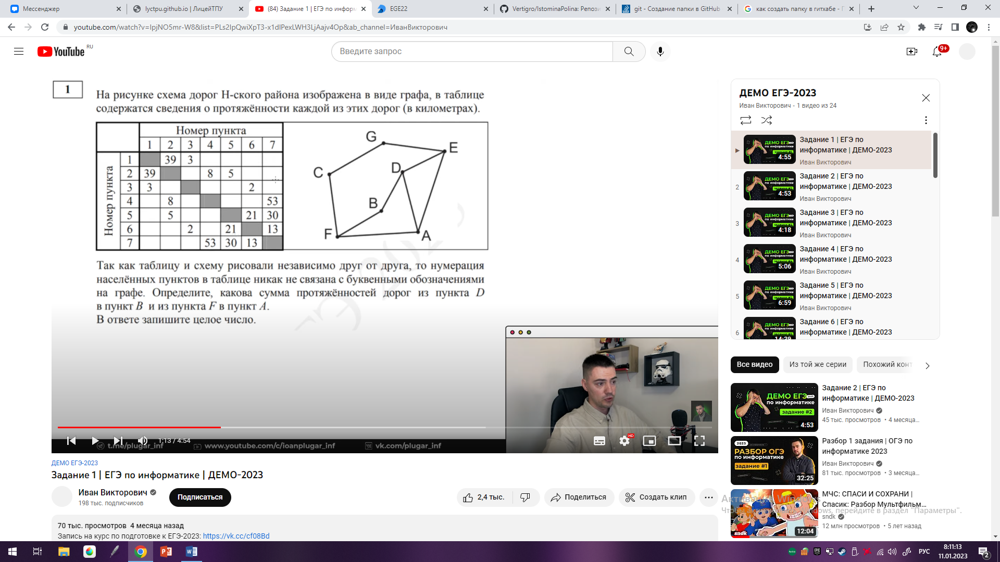 Мессенджер
lyctpu.github.io | ЛицейТПУ
(84) Задание 1 | ЕГЭ по информ
EGE22
Vertigro/IstominaPolina: Репози
git - Создание папки в GitHub
как создать папку в гитхабе - П
youtube.com/watch?v=IpjNO5mr-W8&list=PLs2IpQwiXpT3-x1dlPexLWH3LjAajv4Op&ab_channel=ИванВикторович
YouTube RU
Введите запрос
9+
1
На рисунке схема дорог Н-ского района изображена в виде графа, в таблице
содержатся сведения о протяжённости каждой из этих дорог (в километрах).
Номер пункта
1 2 3 4 5 6 7
Номер пункта
1 39 3
2 39 8 5
3 3 2
4 8 53
5 5 21 30
6 2 21 13
7 53 30 13
G
E
D
C
B
F
A
Так как таблицу и схему рисовали независимо друг от друга, то нумерация
населённых пунктов в таблице никак не связана с буквенными обозначениями
на графе. Определите, какова сумма протяжённостей дорог из пункта D
в пункт B и из пункта F в пункт A.
В ответе запишите целое число.
1:13 / 4:54
HD
t.me/plugar_inf
www.youtube.com/c/ioanplugar_inf
vk.com/plugar_inf
ДЕМО ЕГЭ-2023
Задание 1 | ЕГЭ по информатике | ДЕМО-2023
Иван Викторович
198 тыс. подписчиков
Подписаться
2,4 тыс.
Поделиться
Создать клип
70 тыс. просмотров 4 месяца назад
Запись на курс по подготовке к ЕГЭ-2023: https://vk.cc/cf08Bd
ДЕМО ЕГЭ-2023
Иван Викторович - 1 видео из 24
4:55
Задание 1 | ЕГЭ по
информатике | ДЕМО-2023
Иван Викторович
2
4:53
Задание 2 | ЕГЭ по
информатике | ДЕМО-2023
Иван Викторович
3
4:18
Задание 3 | ЕГЭ по
информатике | ДЕМО-2023
Иван Викторович
4
5:06
Задание 4 | ЕГЭ по
информатике | ДЕМО-2023
Иван Викторович
5
6:59
Задание 5 | ЕГЭ по
информатике | ДЕМО-2023
Иван Викторович
6
14:39
Задание 6 | ЕГЭ по
информатике | ДЕМО-2023
Все видео
Из той же серии
Похожий конт
ДЕМО ЕГЭ 2023
по информатике
задание #2
4:53
Задание 2 | ЕГЭ по
информатике | ДЕМО-2023
Иван Викторович
45 тыс. просмотров • 4 месяца...
2023
РАЗБОР ОГЭ
по информатике
задание #1
32:25
Разбор 1 задания | ОГЭ по
информатике 2023
Иван Викторович
81 тыс. просмотров • 3 месяца...
sndk
12:04
МЧС: СПАСИ И СОХРАНИ |
Спасик: Разбор Мультфильм...
sndk
12 млн просмотров • 5 лет назад
Активация Windows
Чтобы активировать Windows, перейдите в раздел "Параметры".
РУС
8:11:13
11.01.2023
2